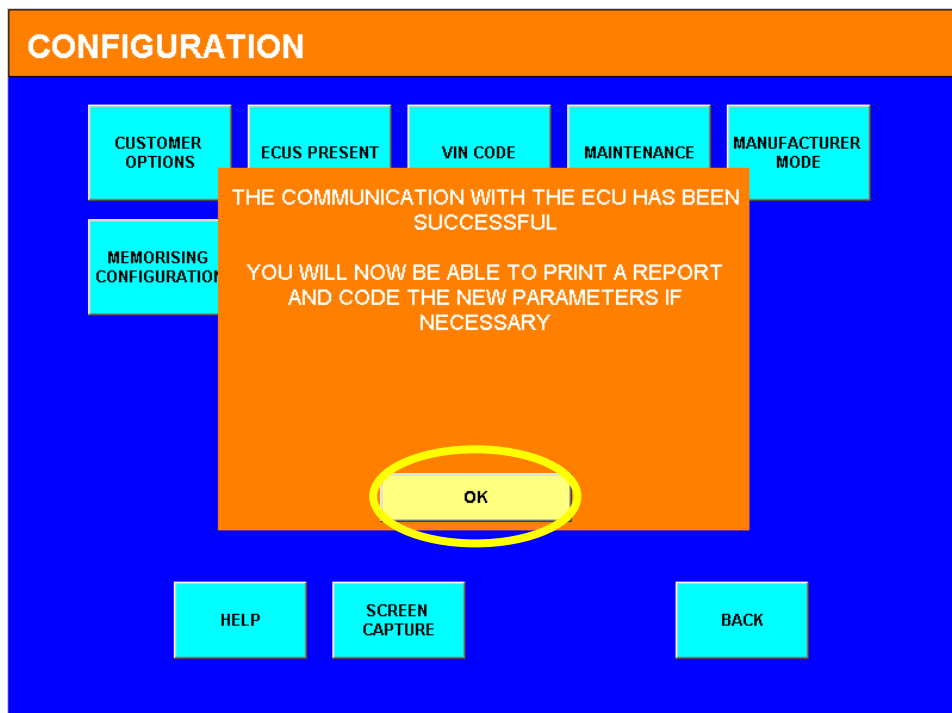 CONFIGURATION
CUSTOMER
OPTIONS
ECUS PRESENT
VIN CODE
MAINTENANCE
MANUFACTURER
MODE
MEMORISING
CONFIGURATION
THE COMMUNICATION WITH THE ECU HAS BEEN
SUCCESSFUL
YOU WILL NOW BE ABLE TO PRINT A REPORT
AND CODE THE NEW PARAMETERS IF
NECESSARY
OK
HELP
SCREEN
CAPTURE
BACK